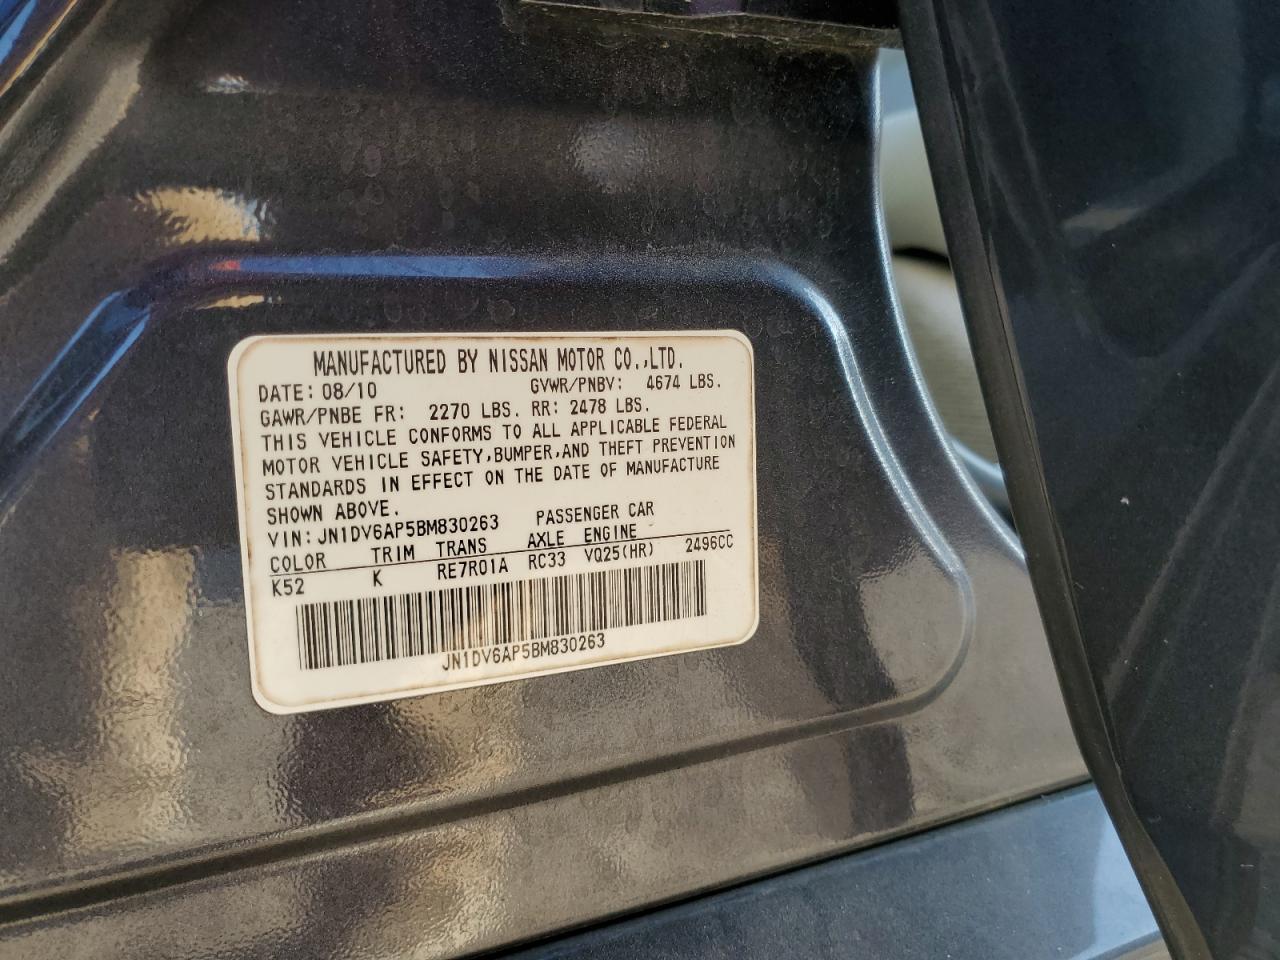 MANUFACTURED BY NISSAN MOTOR CO.,LTD.
DATE: 08/10 GVWR/PNBV: 4674 LBS.
GAWR/PNBE FR: 2270 LBS. RR: 2478 LBS.
THIS VEHICLE CONFORMS TO ALL APPLICABLE FEDERAL
MOTOR VEHICLE SAFETY,BUMPER,AND THEFT PREVENTION
STANDARDS IN EFFECT ON THE DATE OF MANUFACTURE
SHOWN ABOVE.
VIN: JN1DV6AP5BM830263 PASSENGER CAR
COLOR TRIM TRANS AXLE ENGINE
K52 K RE7R01A RC33 VQ25(HR) 2496CC
JN1DV6AP5BM830263